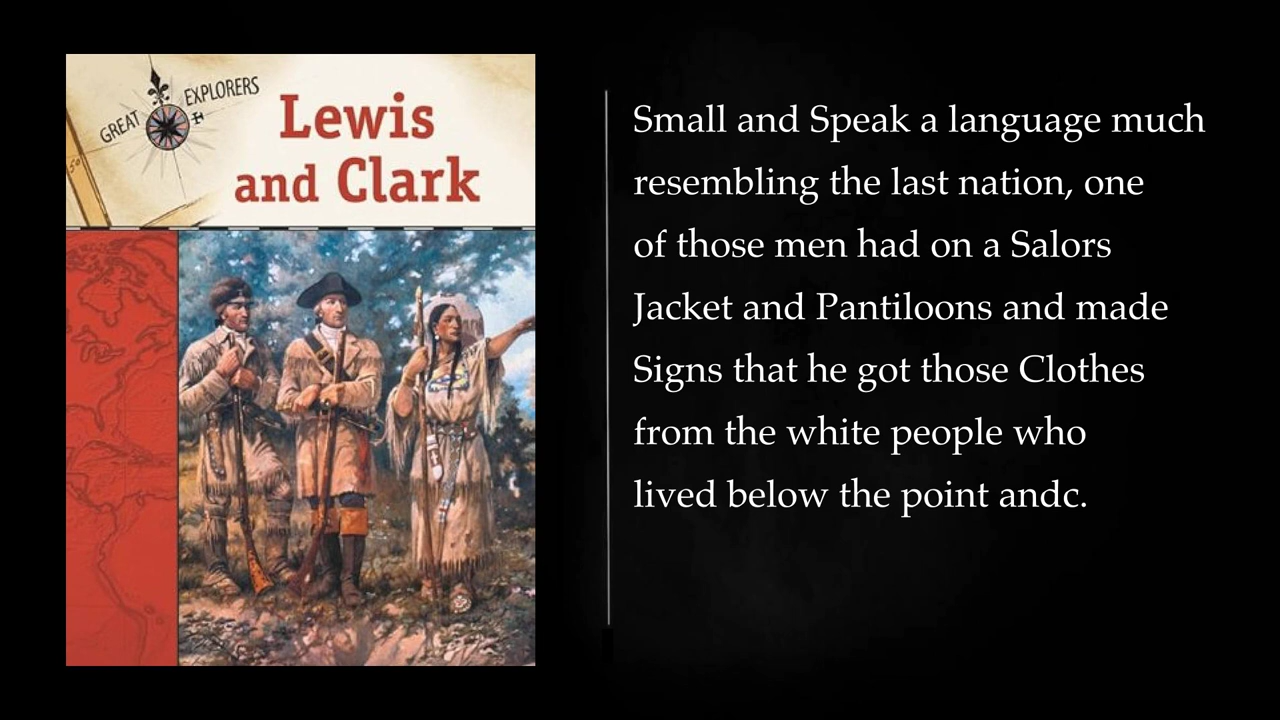 GREAT EXPLORERS
Lewis
and Clark
50
E
Small and Speak a language much
resembling the last nation, one
of those men had on a Salors
Jacket and Pantiloons and made
Signs that he got those Clothes
from the white people who
lived below the point andc.